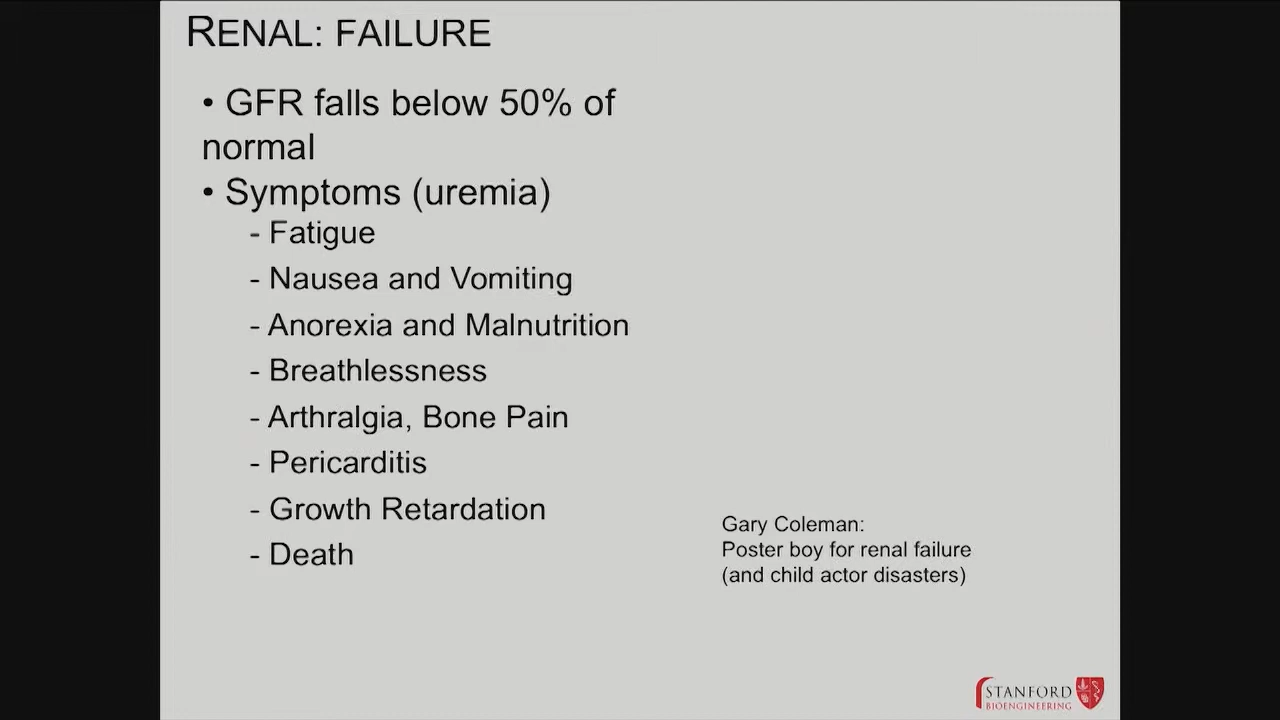 RENAL: FAILURE
• GFR falls below 50% of
normal
• Symptoms (uremia)
- Fatigue
- Nausea and Vomiting
- Anorexia and Malnutrition
- Breathlessness
- Arthralgia, Bone Pain
- Pericarditis
- Growth Retardation
- Death
Gary Coleman:
Poster boy for renal failure
(and child actor disasters)
STANFORD
BIOENGINEERING